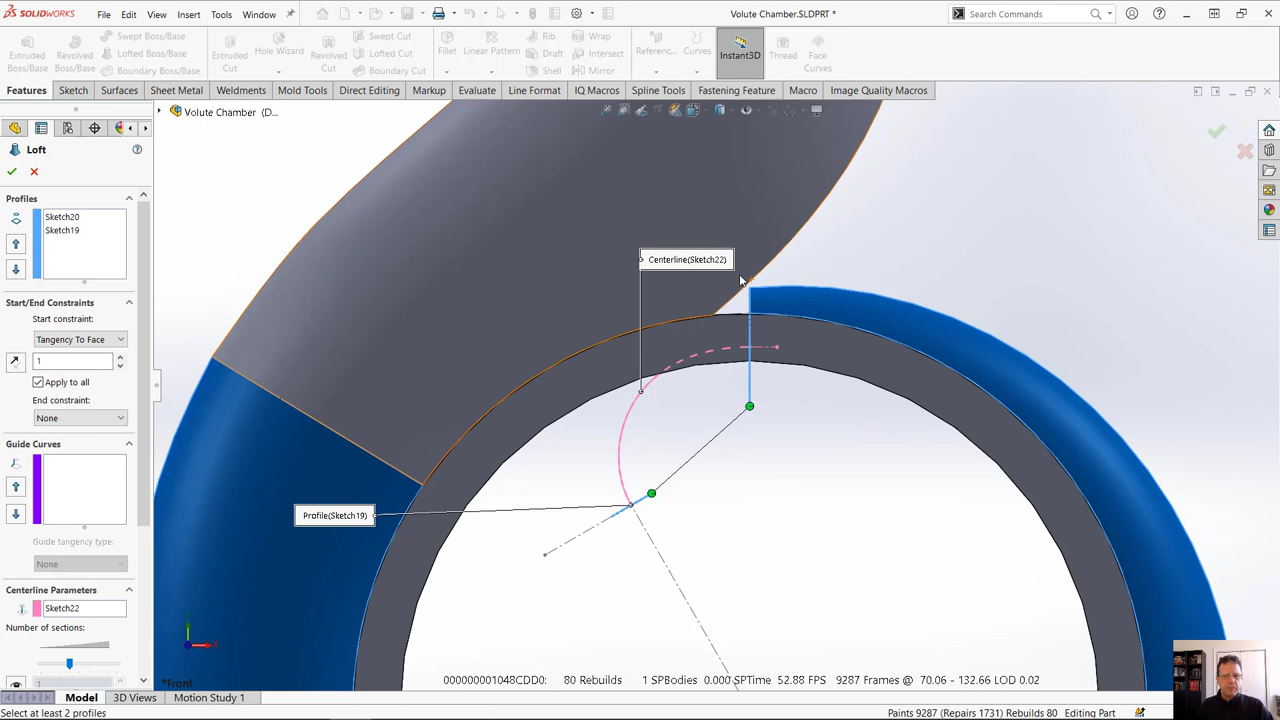 SOLIDWORKS File Edit View Insert Tools Window Volute Chamber.SLDPRT * Search Commands
Swept Boss/Base Rib Wrap Swept Cut
Extruded Boss/Base Revolved Boss/Base Lofted Boss/Base Boundary Boss/Base Extruded Cut Hole Wizard Revolved Cut Lofted Cut Boundary Cut Fillet Linear Pattern Draft Shell Intersect Mirror Referenc... Curves Instant3D Thread Face Curves
Features Sketch Surfaces Sheet Metal Weldments Mold Tools Direct Editing Markup Evaluate Line Format IQ Macros Spline Tools Fastening Feature Macro Image Quality Macros
Volute Chamber (D...
Loft
Profiles
Sketch20
Sketch19
Start/End Constraints
Start constraint:
Tangency To Face
1
Apply to all
End constraint:
None
Guide Curves
Guide tangency type:
None
Centerline Parameters
Sketch22
Number of sections:
1
Centerline(Sketch22)
Profile(Sketch19)
*Front
00000001048CDD0: 80 Rebuilds 1 SPBodies 0.000 SPTime 52.88 FPS 9287 Frames @ 70.06 - 132.66 LOD 0.02
Model 3D Views Motion Study 1
Select at least 2 profiles Paints 9287 (Repairs 1731) Rebuilds 80 Editing Part